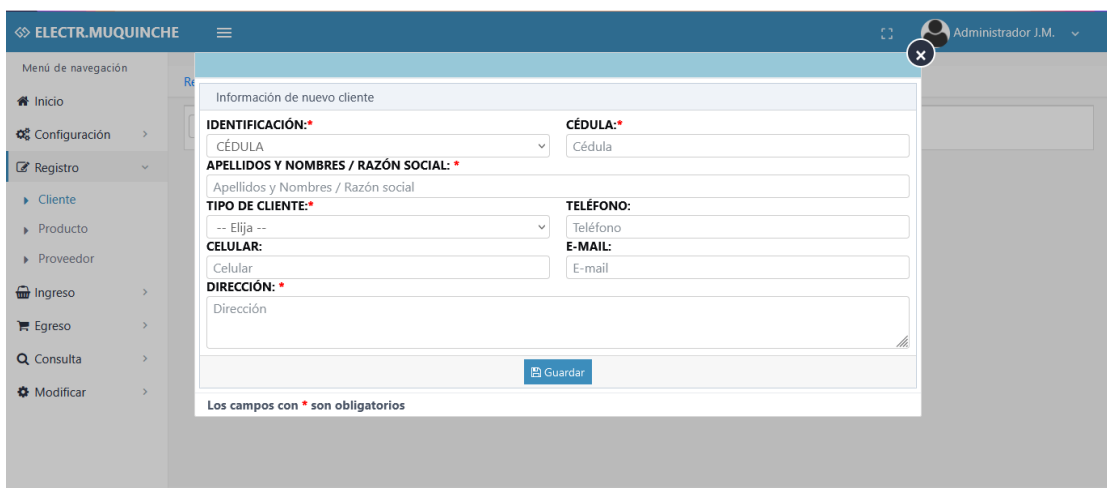 ELECTR.MUQUINCHE
Administrador J.M.
Menú de navegación
Inicio
Configuración
Registro
Cliente
Producto
Proveedor
Ingreso
Egreso
Consulta
Modificar
Re
Información de nuevo cliente
IDENTIFICACIÓN:* CÉDULA:*
CÉDULA Cédula
APELLIDOS Y NOMBRES / RAZÓN SOCIAL: *
Apellidos y Nombres / Razón social
TIPO DE CLIENTE:* TELÉFONO:
-- Elija -- Teléfono
CELULAR: E-MAIL:
Celular E-mail
DIRECCIÓN: *
Dirección
Guardar
Los campos con * son obligatorios